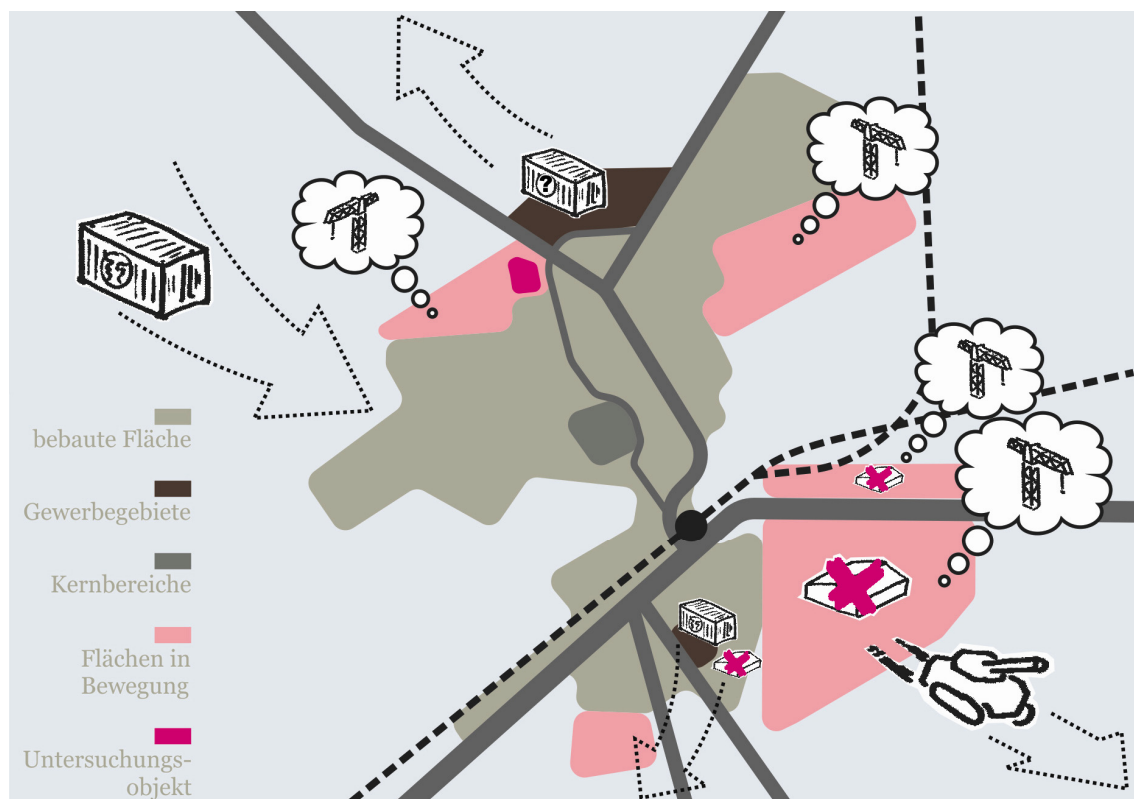 ?
bebaute Fläche
Gewerbegebiete
Kernbereiche
Flächen in
Bewegung
Untersuchungs-
objekt